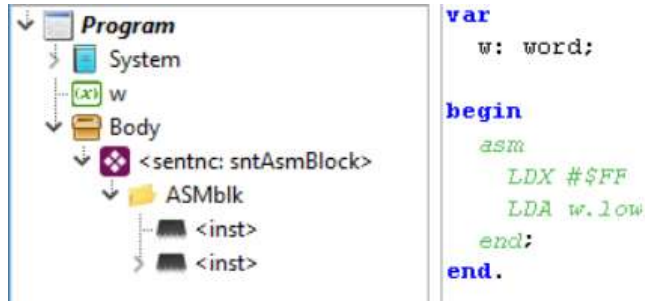 Program
System
(x) w
Body
<sentnc: sntAsmBlock>
ASMblk
<inst>
<inst>
var
w: word;
begin
asm
LDX #$FF
LDA w.low
end;
end.